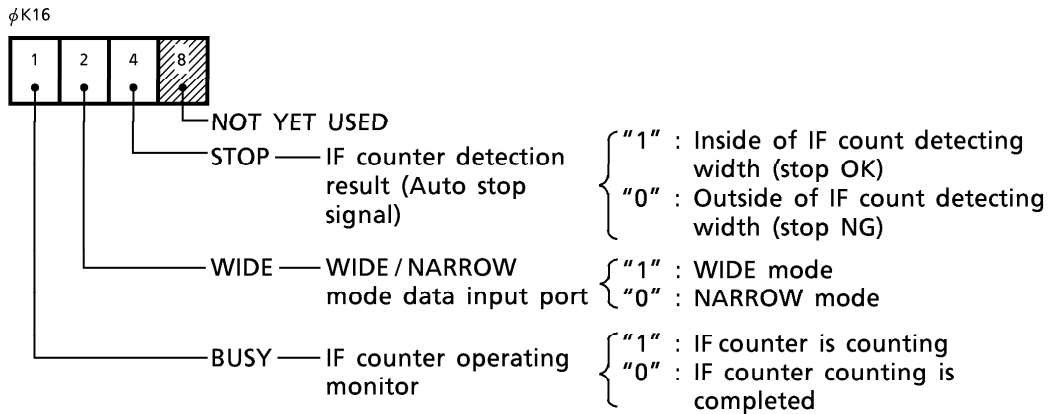 φK16
1 2 4 8
NOT YET USED
STOP — IF counter detection result (Auto stop signal)
"1" : Inside of IF count detecting width (stop OK)
"0" : Outside of IF count detecting width (stop NG)
WIDE — WIDE/NARROW mode data input port
"1" : WIDE mode
"0" : NARROW mode
BUSY — IF counter operating monitor
"1" : IF counter is counting
"0" : IF counter counting is completed